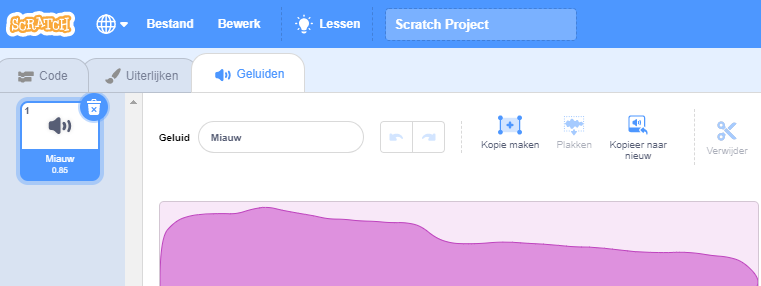 SCRATCH Bestand Bewerk Lessen Scratch Project
Code Uiterlijken Geluiden
1
Miauw
0.85
Geluid Miauw
Kopie maken
Plakken
Kopieer naar
nieuw
Verwijder